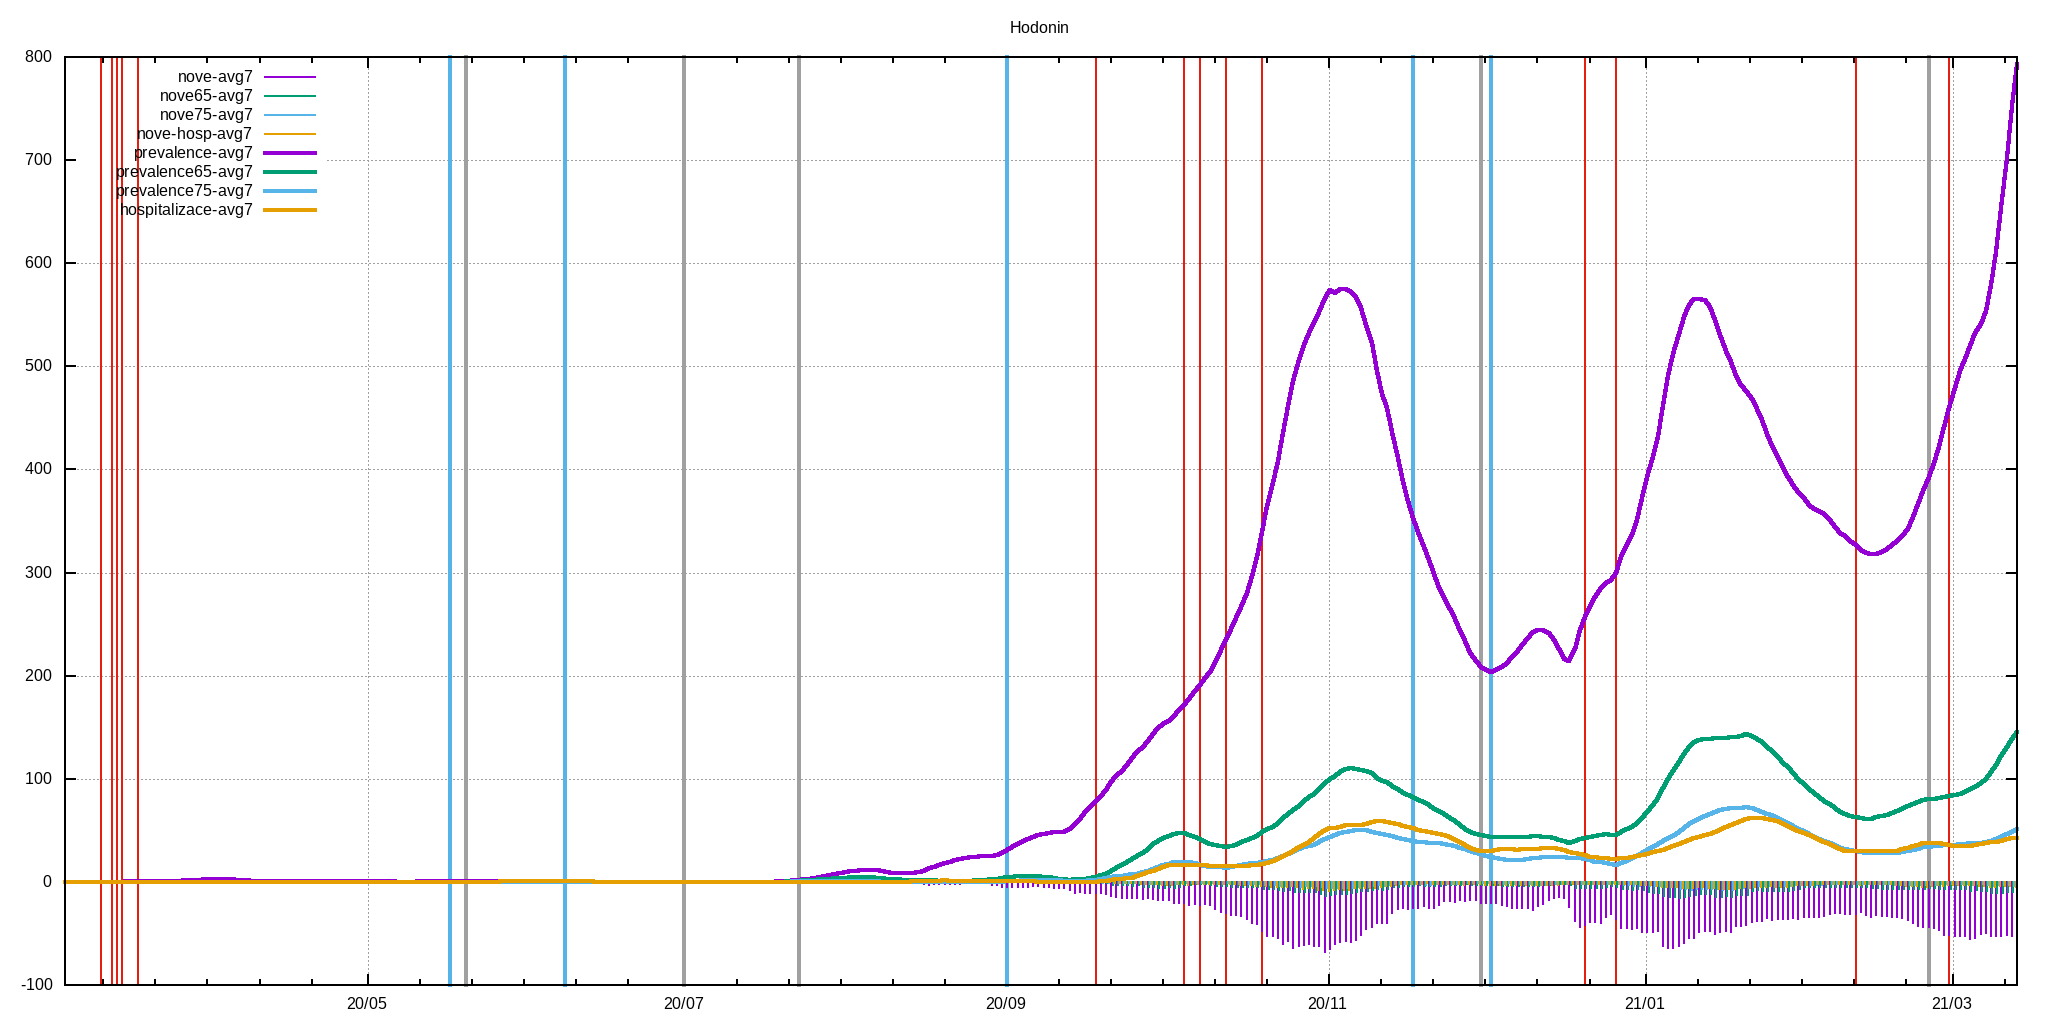 Hodonin
800
700
600
500
400
300
200
100
0
-100
nove-avg7
nove65-avg7
nove75-avg7
nove-hosp-avg7
prevalence-avg7
prevalence65-avg7
prevalence75-avg7
hospitalizace-avg7
20/05 20/07 20/09 20/11 21/01 21/03